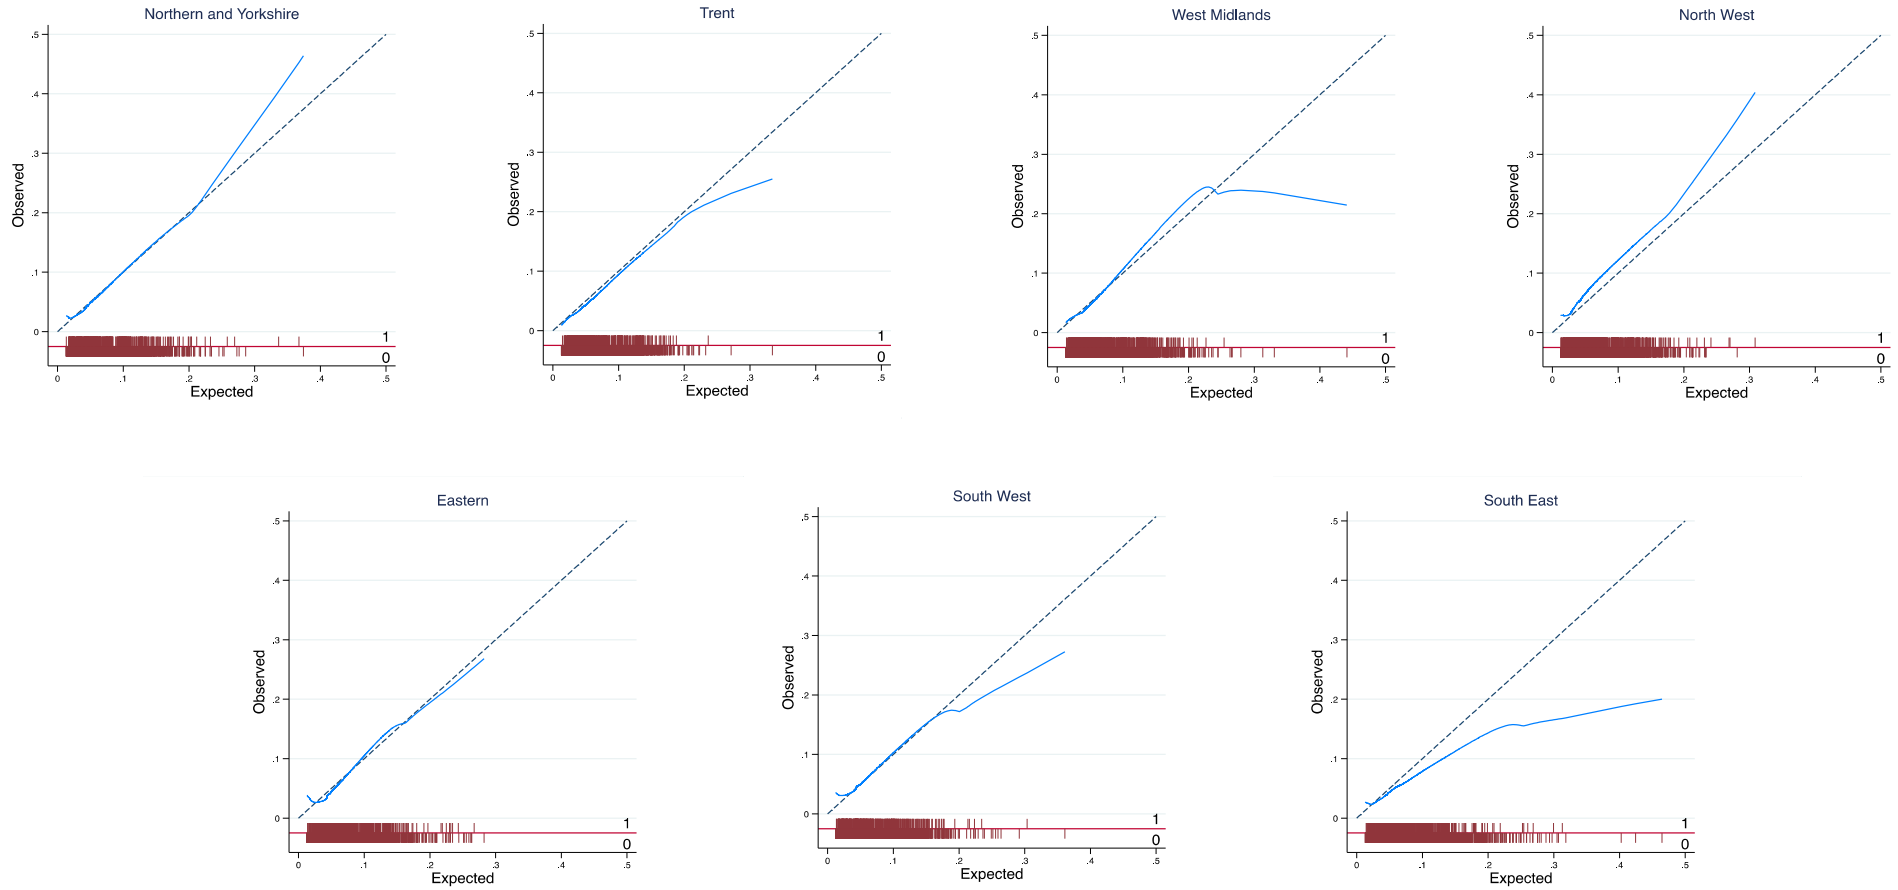 Northern and Yorkshire
.5
.4
.3
.2
.1
0
Observed
1
0
0 .1 .2 .3 .4 .5
Expected
Trent
.5
.4
.3
.2
.1
0
Observed
1
0
0 .1 .2 .3 .4 .5
Expected
West Midlands
.5
.4
.3
.2
.1
0
Observed
1
0
0 .1 .2 .3 .4 .5
Expected
North West
.5
.4
.3
.2
.1
0
Observed
1
0
0 .1 .2 .3 .4 .5
Expected
Eastern
.5
.4
.3
.2
.1
0
Observed
1
0
0 .1 .2 .3 .4 .5
Expected
South West
.5
.4
.3
.2
.1
0
Observed
1
0
0 .1 .2 .3 .4 .5
Expected
South East
.5
.4
.3
.2
.1
0
Observed
1
0
0 .1 .2 .3 .4 .5
Expected